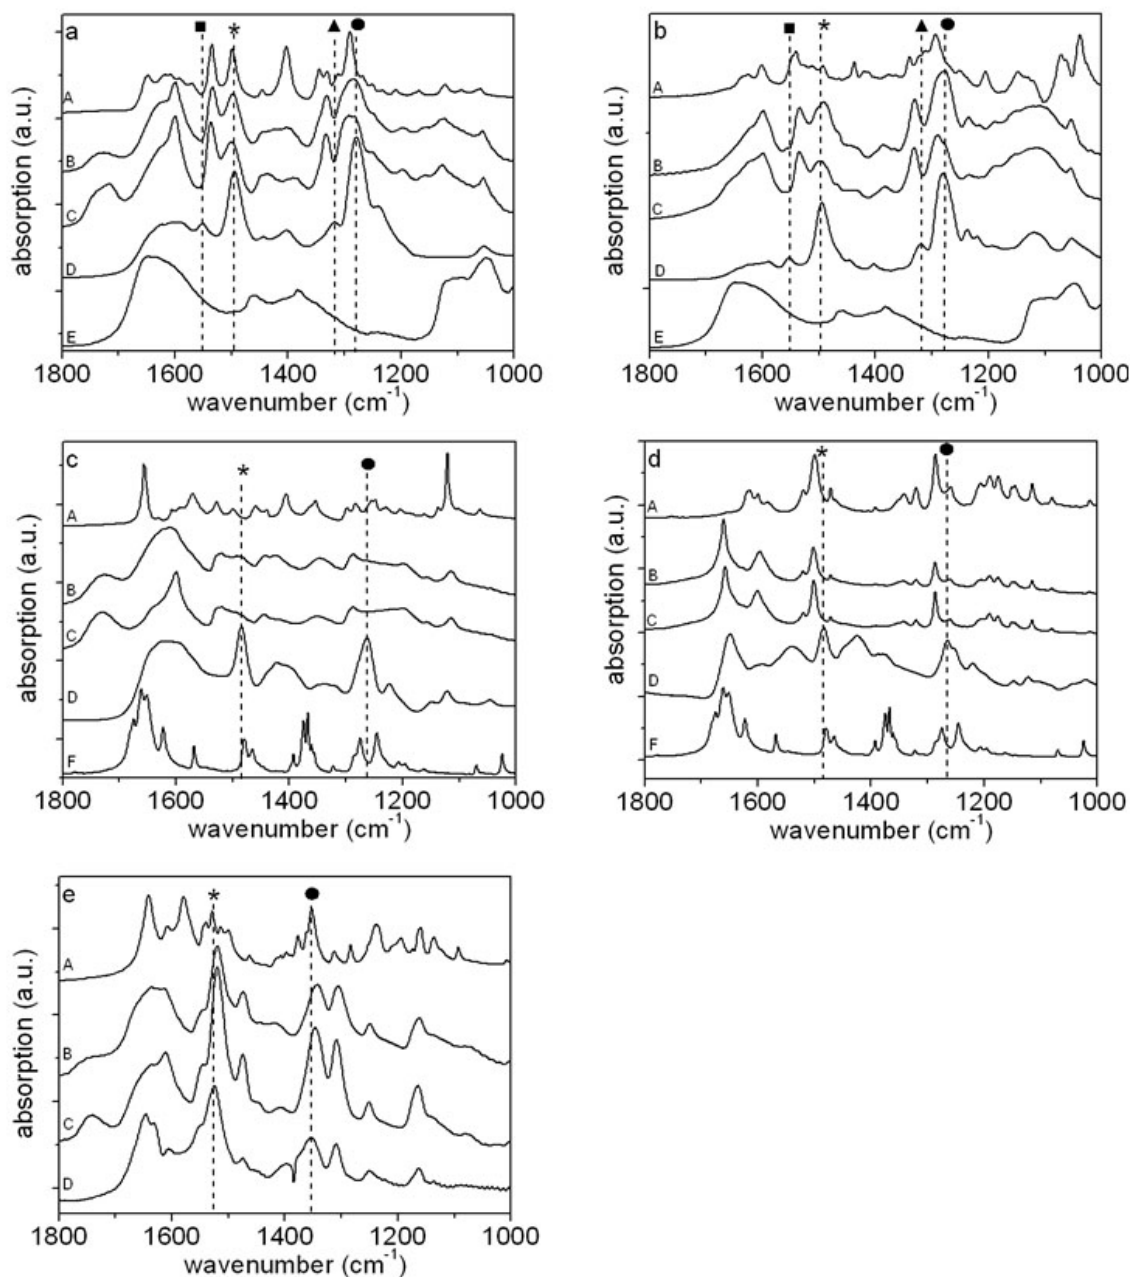 a
■ * ▲ ●
absorption (a.u.)
A
B
C
D
E
1800 1600 1400 1200 1000
wavenumber (cm⁻¹)
b
■ * ▲ ●
absorption (a.u.)
A
B
C
D
E
1800 1600 1400 1200 1000
wavenumber (cm⁻¹)
c
* ●
absorption (a.u.)
A
B
C
D
F
1800 1600 1400 1200 1000
wavenumber (cm⁻¹)
d
* ●
absorption (a.u.)
A
B
C
D
F
1800 1600 1400 1200 1000
wavenumber (cm⁻¹)
e
* ●
absorption (a.u.)
A
B
C
D
1800 1600 1400 1200 1000
wavenumber (cm⁻¹)